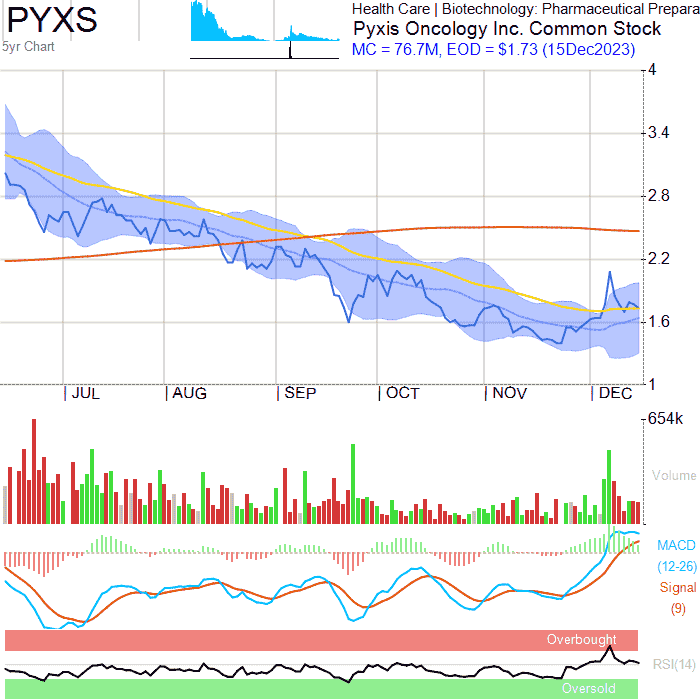 PYXS
5yr Chart
Health Care | Biotechnology: Pharmaceutical Prepara
Pyxis Oncology Inc. Common Stock
MC = 76.7M, EOD = $1.73 (15Dec2023)
4
3.4
2.8
2.2
1.6
1
JUL AUG SEP OCT NOV DEC
654k
Volume
MACD
(12-26)
Signal
(9)
Overbought
RSI(14)
Oversold